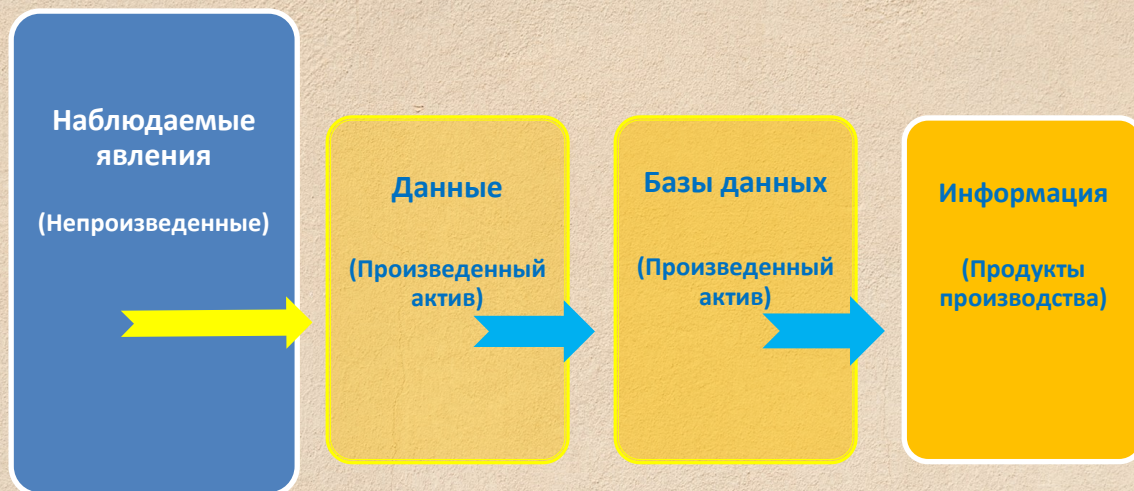 Наблюдаемые
явления
(Непроизведенные)
Данные
(Произведенный
актив)
Базы данных
(Произведенный
актив)
Информация
(Продукты
производства)